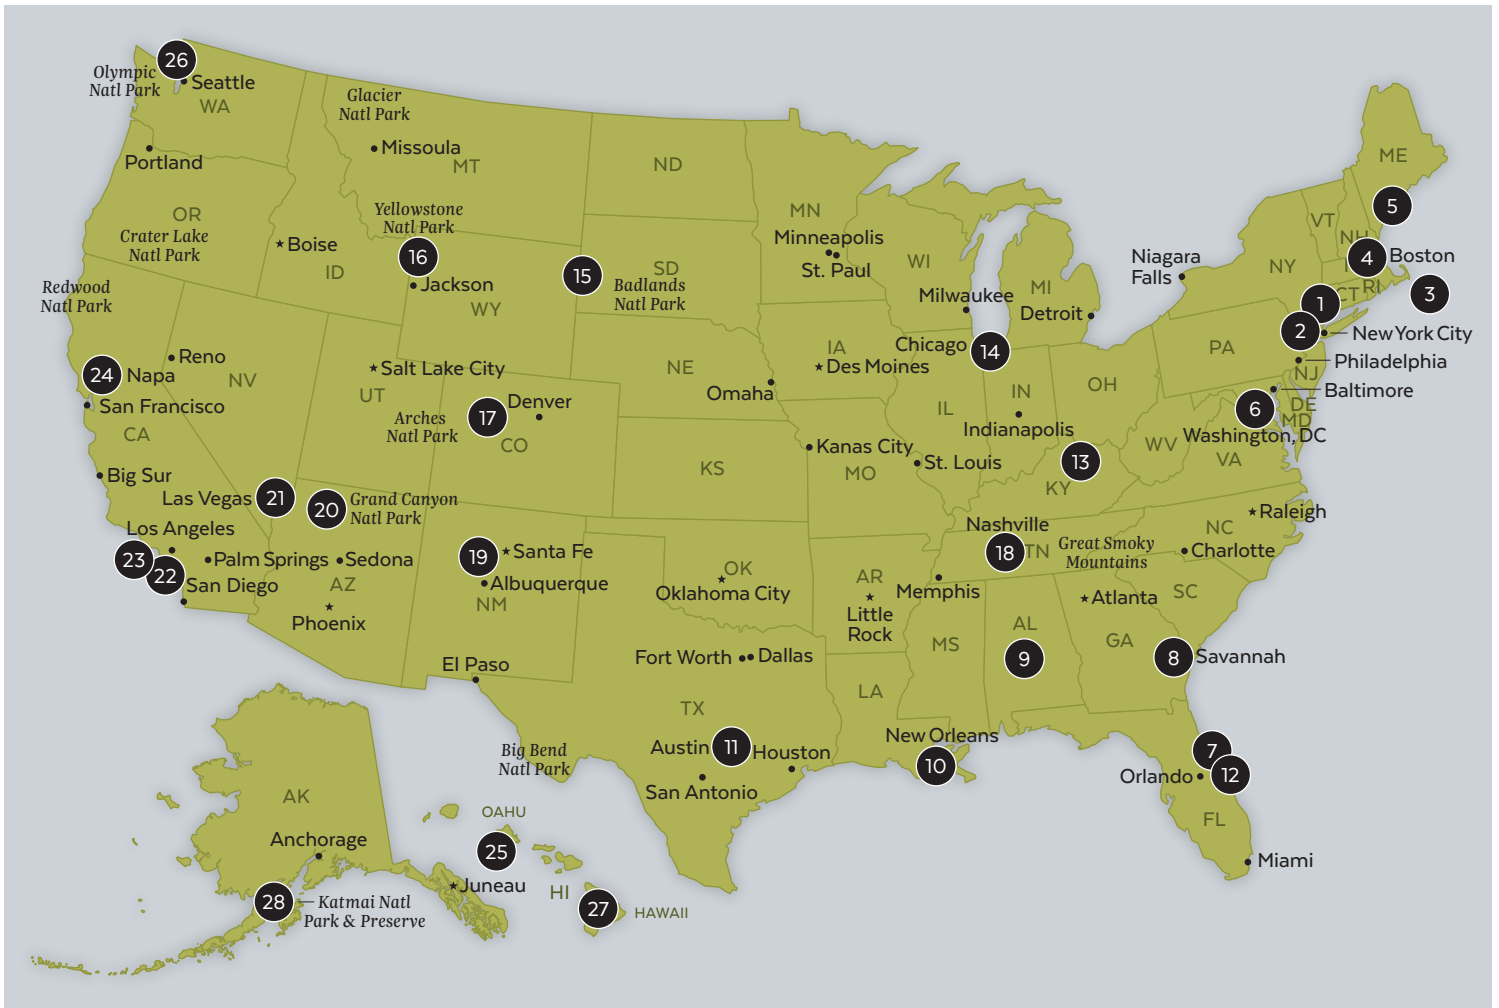 26
Olympic
Natl Park
Seattle
WA
Glacier
Natl Park
Missoula
MT
ND
Portland
OR
Crater Lake
Natl Park
Boise
ID
Yellowstone
Natl Park
16
Jackson
WY
15
SD
Badlands
Natl Park
MN
Minneapolis
St. Paul
WI
Milwaukee
MI
Detroit
Niagara
Falls
NY
VT
NH
ME
5
4
Boston
3
RI
CT
1
2
New York City
Philadelphia
NJ
Baltimore
PA
6
DE
MD
Washington, DC
Redwood
Natl Park
Reno
24
Napa
NV
San Francisco
CA
Salt Lake City
UT
Arches
Natl Park
17
Denver
CO
NE
Omaha
IA
Des Moines
Chicago
14
IL
IN
Indianapolis
OH
13
WV
VA
KY
Big Sur
Las Vegas
21
20
Grand Canyon
Natl Park
KS
Kanas City
MO
St. Louis
Los Angeles
23
22
Palm Springs
San Diego
Sedona
AZ
Phoenix
19
Santa Fe
Albuquerque
NM
OK
Oklahoma City
AR
Little
Rock
Nashville
18
TN
Memphis
Great Smoky
Mountains
NC
Raleigh
Charlotte
SC
Atlanta
GA
8
Savannah
AL
9
MS
El Paso
Fort Worth
Dallas
TX
LA
Big Bend
Natl Park
Austin
11
Houston
San Antonio
New Orleans
10
7
Orlando
12
FL
Miami
AK
Anchorage
28
Katmai Natl
Park & Preserve
Juneau
OAHU
25
HI
27
HAWAII